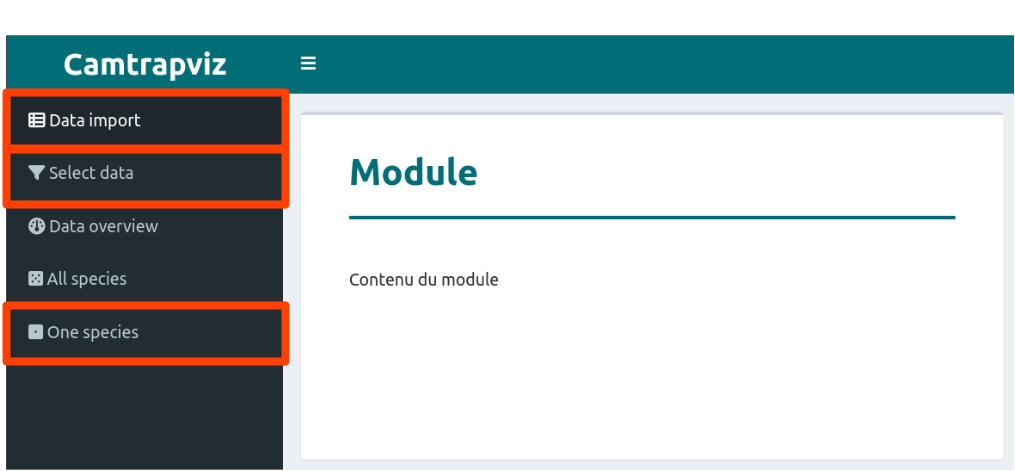 Camtrapviz
Data import
Select data
Data overview
All species
One species
Module
Contenu du module